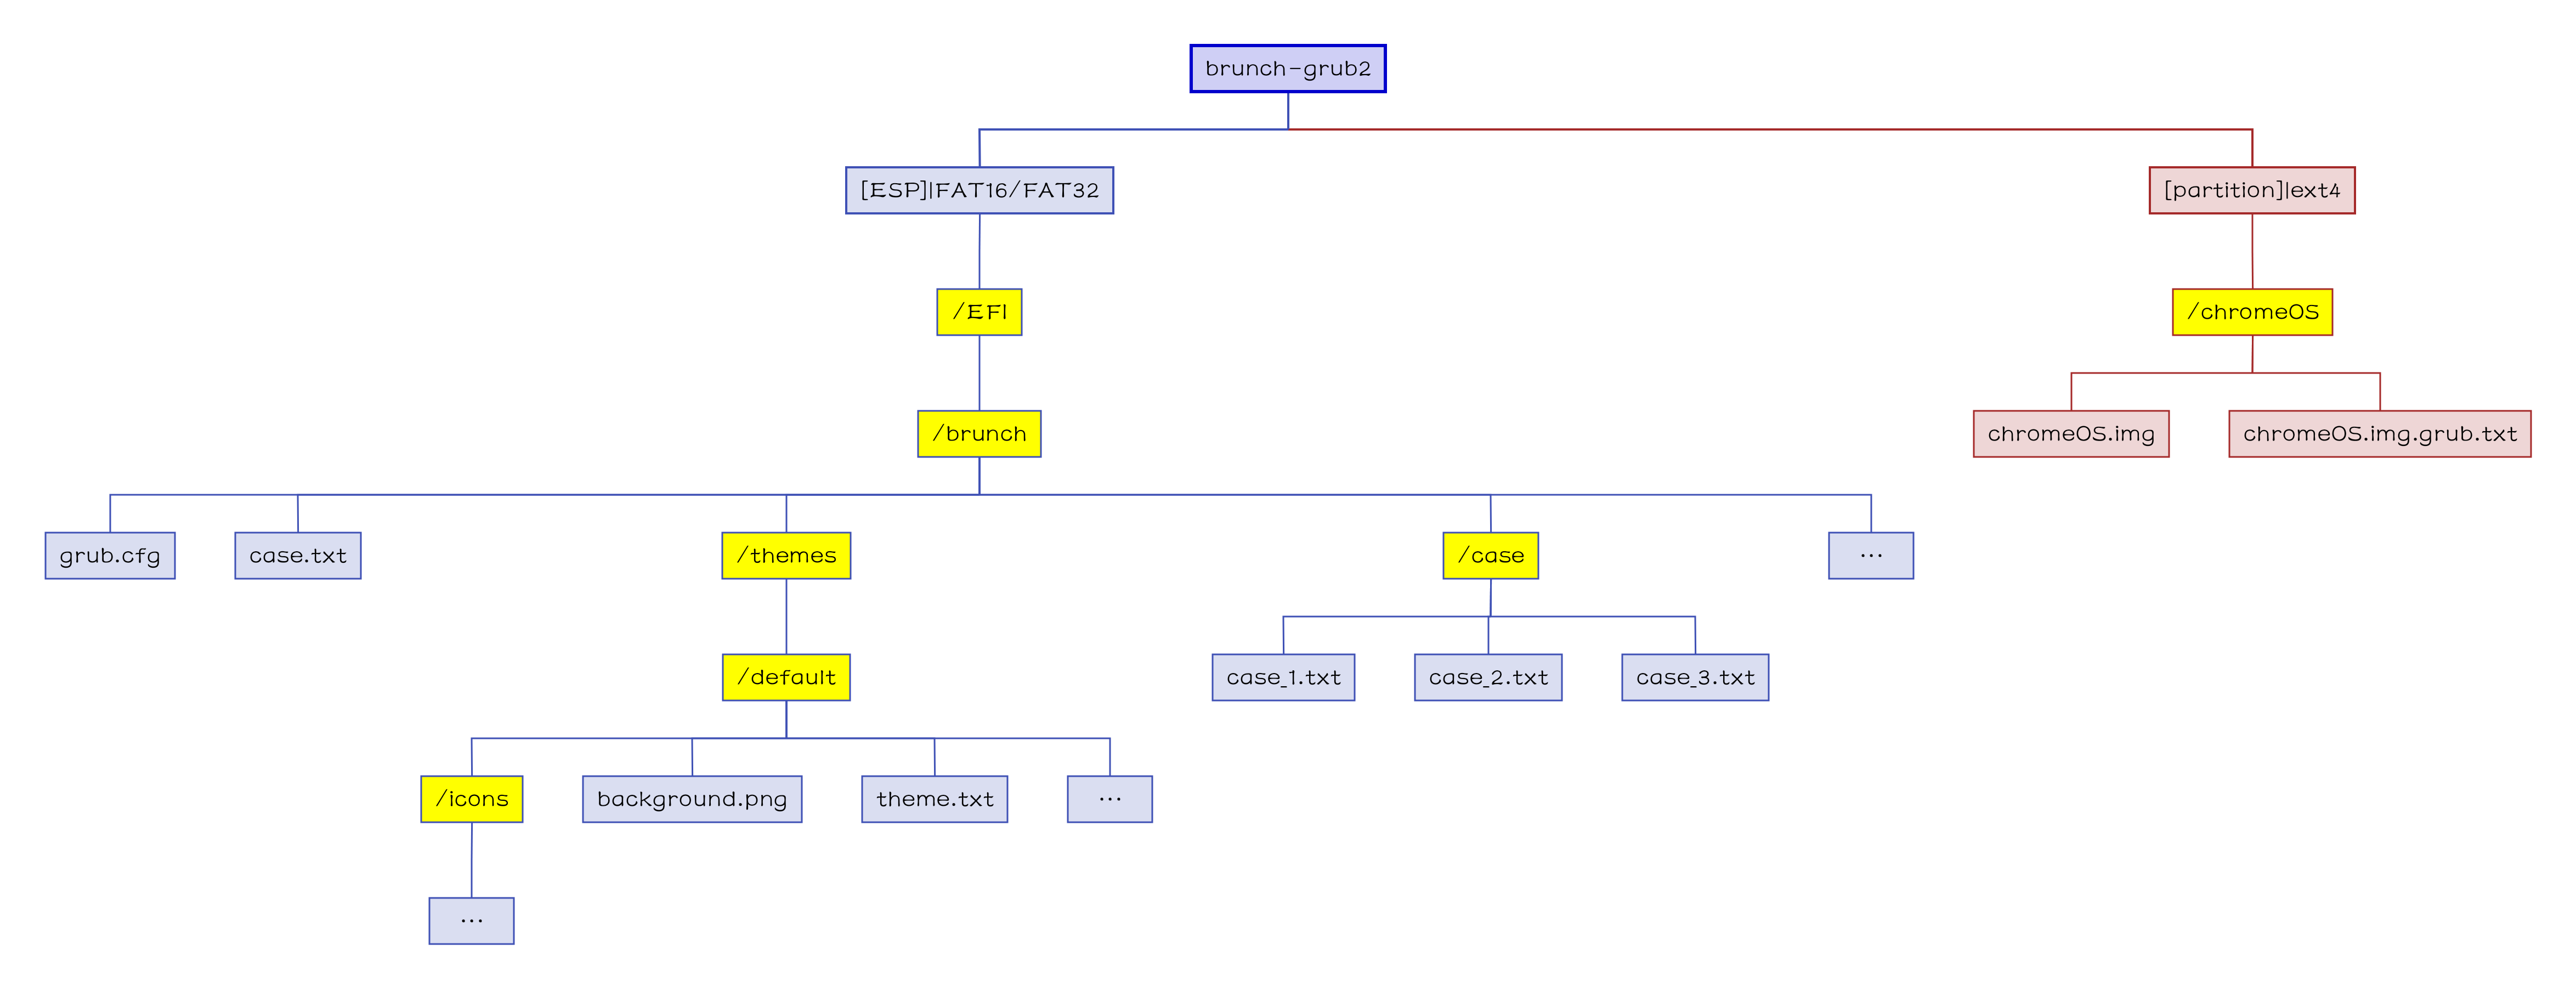 brunch-grub2
[ESP]|FAT16/FAT32
[partition]|ext4
/EFI
/chromeOS
/brunch
chromeOS.img
chromeOS.img.grub.txt
grub.cfg
case.txt
/themes
/case
...
/default
case_1.txt
case_2.txt
case_3.txt
/icons
background.png
theme.txt
...
...